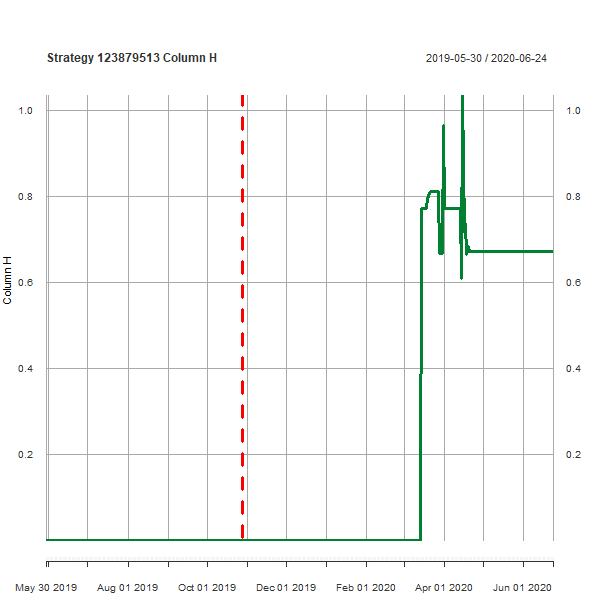 Strategy 123879513 Column H
2019-05-30 / 2020-06-24
1.0
1.0
0.8
0.8
0.6
0.6
0.4
0.4
0.2
0.2
Column H
May 30 2019
Aug 01 2019
Oct 01 2019
Dec 01 2019
Feb 01 2020
Apr 01 2020
Jun 01 2020